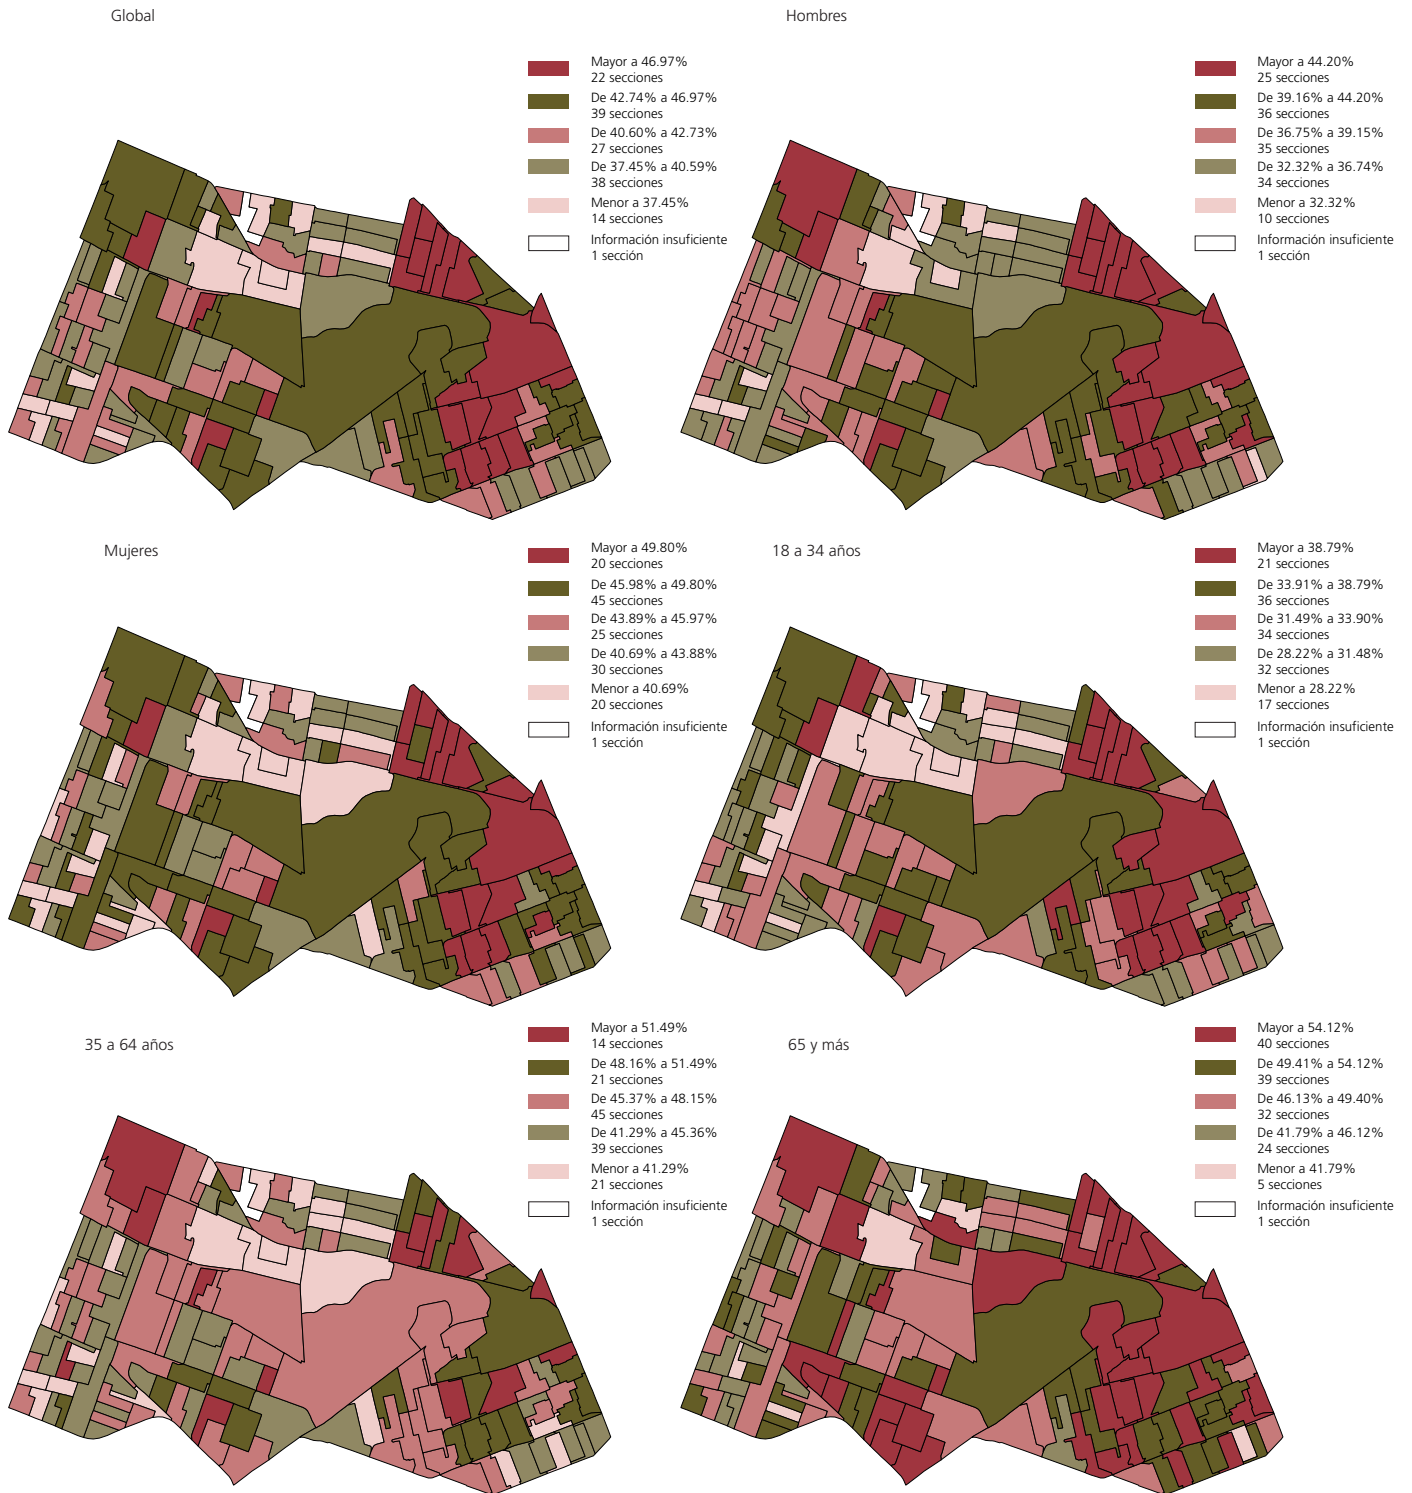 Global
Mayor a 46.97%
22 secciones
De 42.74% a 46.97%
39 secciones
De 40.60% a 42.73%
27 secciones
De 37.45% a 40.59%
38 secciones
Menor a 37.45%
14 secciones
Información insuficiente
1 sección
Hombres
Mayor a 44.20%
25 secciones
De 39.16% a 44.20%
36 secciones
De 36.75% a 39.15%
35 secciones
De 32.32% a 36.74%
34 secciones
Menor a 32.32%
10 secciones
Información insuficiente
1 sección
Mujeres
Mayor a 49.80%
20 secciones
De 45.98% a 49.80%
45 secciones
De 43.89% a 45.97%
25 secciones
De 40.69% a 43.88%
30 secciones
Menor a 40.69%
20 secciones
Información insuficiente
1 sección
18 a 34 años
Mayor a 38.79%
21 secciones
De 33.91% a 38.79%
36 secciones
De 31.49% a 33.90%
34 secciones
De 28.22% a 31.48%
32 secciones
Menor a 28.22%
17 secciones
Información insuficiente
1 sección
35 a 64 años
Mayor a 51.49%
14 secciones
De 48.16% a 51.49%
21 secciones
De 45.37% a 48.15%
45 secciones
De 41.29% a 45.36%
39 secciones
Menor a 41.29%
21 secciones
Información insuficiente
1 sección
65 y más
Mayor a 54.12%
40 secciones
De 49.41% a 54.12%
39 secciones
De 46.13% a 49.40%
32 secciones
De 41.79% a 46.12%
24 secciones
Menor a 41.79%
5 secciones
Información insuficiente
1 sección